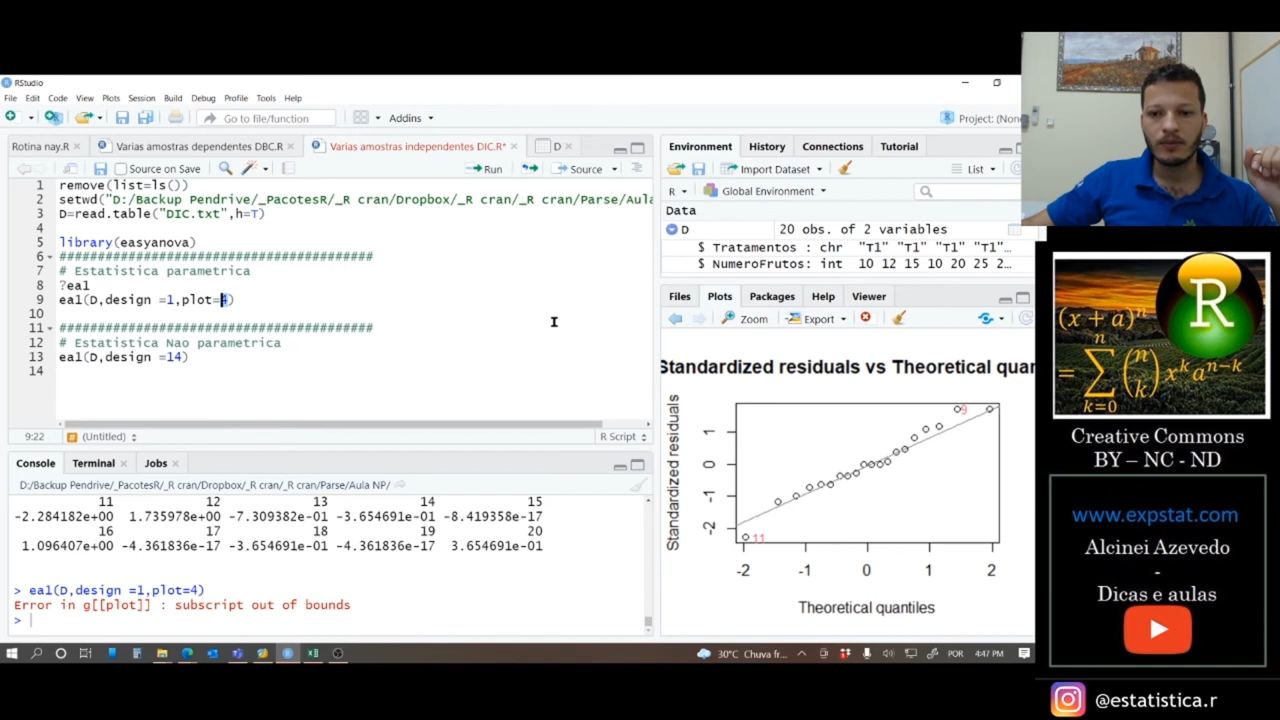 RStudio
File Edit Code View Plots Session Build Debug Profile Tools Help
Go to file/function
Addins
Project: (None
Rotina nay.R
Varias amostras dependentes DBC.R
Varias amostras independentes DIC.R*
D
Source on Save
Run
Source
1 remove(list=ls())
2 setwd("D:/Backup Pendrive/_PacotesR/_R cran/Dropbox/_R cran/_R cran/Parse/Aula
3 D=read.table("DIC.txt",h=T)
4
5 library(easyanova)
6 #########################################
7 # Estatistica parametrica
8 ?ea1
9 ea1(D,design =1,plot=4)
10
11 #########################################
12 # Estatistica Nao parametrica
13 ea1(D,design =14)
14
9:22
(Untitled)
R Script
Console Terminal Jobs
D:/Backup Pendrive/_PacotesR/_R cran/Dropbox/_R cran/_R cran/Parse/Aula NP/
11 12 13 14 15
-2.284182e+00 1.735978e+00 -7.309382e-01 -3.654691e-01 -8.419358e-17
16 17 18 19 20
1.096407e+00 -4.361836e-17 -3.654691e-01 -4.361836e-17 3.654691e-01
> ea1(D,design =1,plot=4)
Error in g[[plot]] : subscript out of bounds
>
Environment History Connections Tutorial
Import Dataset
List
R
Global Environment
Data
D 20 obs. of 2 variables
$ Tratamentos : chr "T1" "T1" "T1" "T1"…
$ NumeroFrutos: int 10 12 15 10 20 25 2…
Files Plots Packages Help Viewer
Zoom
Export
Standardized residuals vs Theoretical quan
Standardized residuals
1
0
-1
-2
9
11
-2 -1 0 1 2
Theoretical quantiles
30°C Chuva fr...
POR
4:47 PM
R
(x + a)^n
= ∑ n k=0 (n k) x^k a^{n-k}
Creative Commons
BY – NC - ND
www.expstat.com
Alcinei Azevedo
-
Dicas e aulas
@estatistica.r